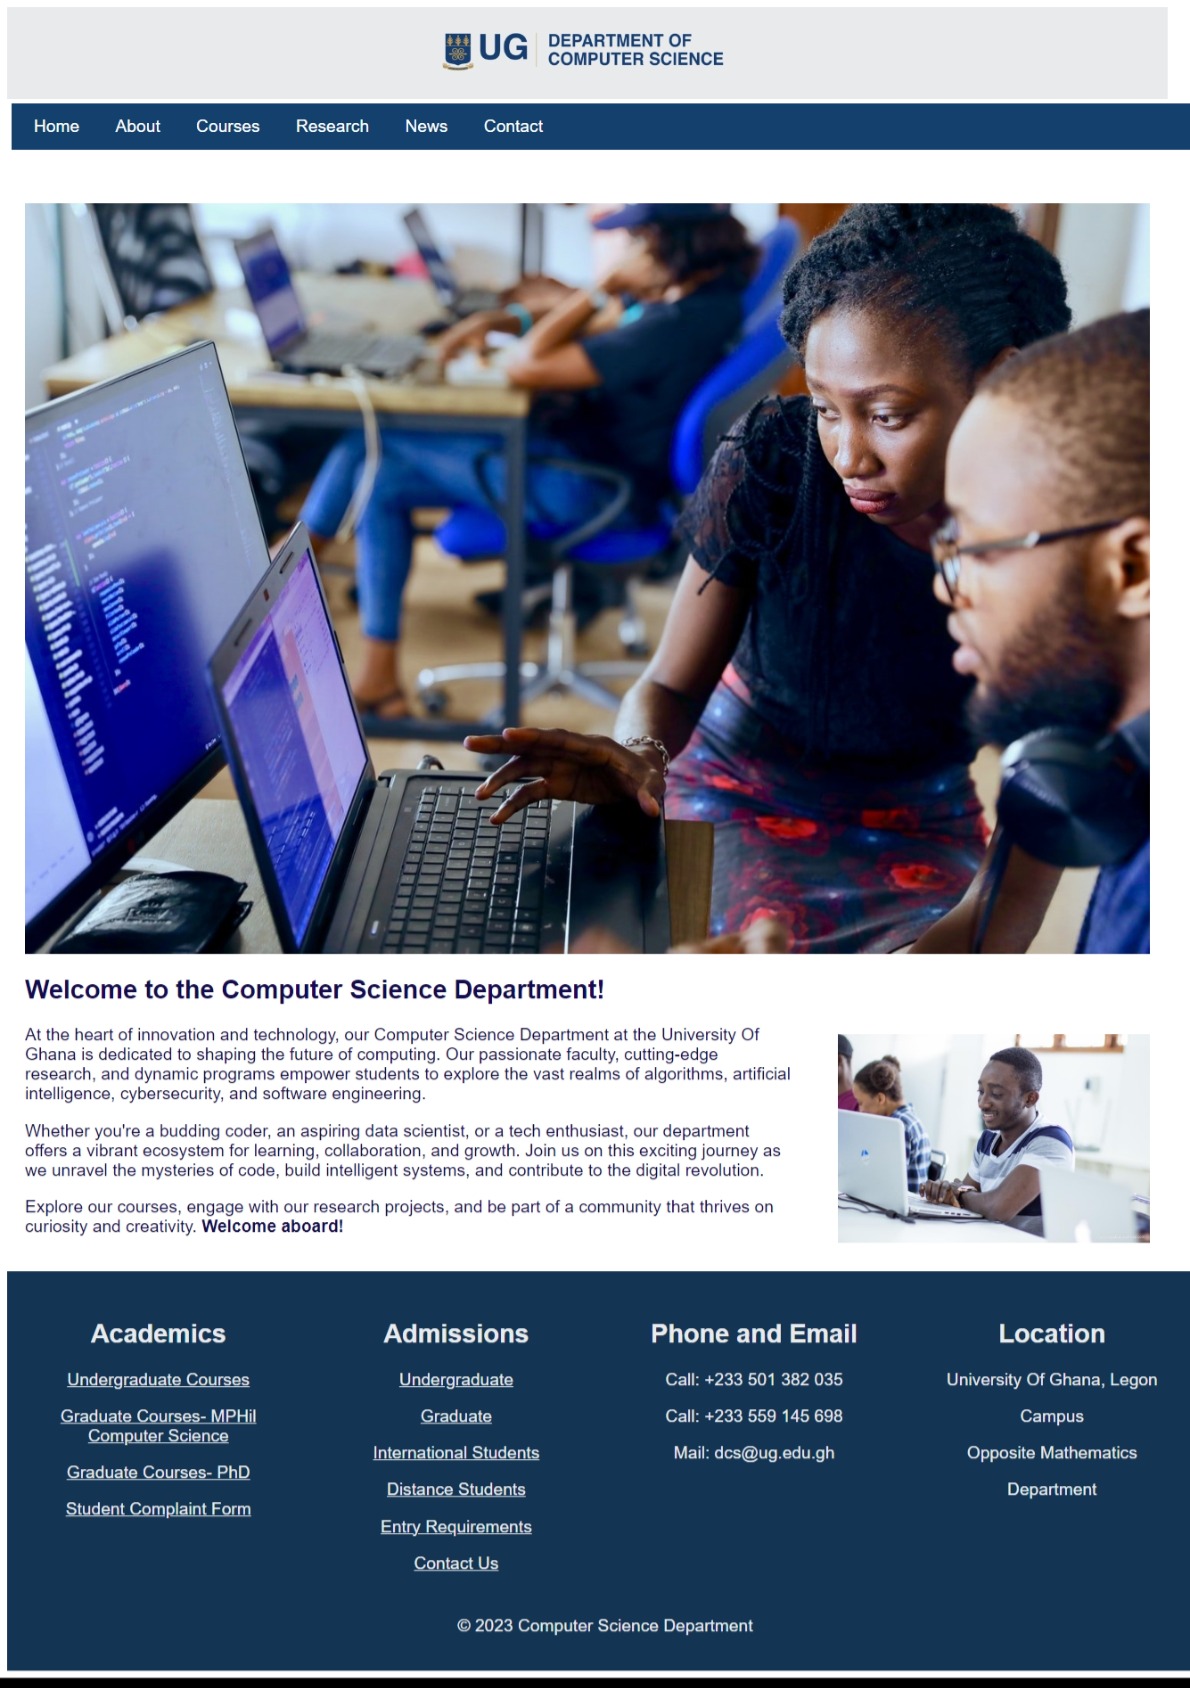 UG
DEPARTMENT OF
COMPUTER SCIENCE
Home About Courses Research News Contact
Welcome to the Computer Science Department!
At the heart of innovation and technology, our Computer Science Department at the University Of
Ghana is dedicated to shaping the future of computing. Our passionate faculty, cutting-edge
research, and dynamic programs empower students to explore the vast realms of algorithms, artificial
intelligence, cybersecurity, and software engineering.
Whether you're a budding coder, an aspiring data scientist, or a tech enthusiast, our department
offers a vibrant ecosystem for learning, collaboration, and growth. Join us on this exciting journey as
we unravel the mysteries of code, build intelligent systems, and contribute to the digital revolution.
Explore our courses, engage with our research projects, and be part of a community that thrives on
curiosity and creativity. Welcome aboard!
Academics
Undergraduate Courses
Graduate Courses- MPHil
Computer Science
Graduate Courses- PhD
Student Complaint Form
Admissions
Undergraduate
Graduate
International Students
Distance Students
Entry Requirements
Contact Us
Phone and Email
Call: +233 501 382 035
Call: +233 559 145 698
Mail: dcs@ug.edu.gh
Location
University Of Ghana, Legon
Campus
Opposite Mathematics
Department
© 2023 Computer Science Department